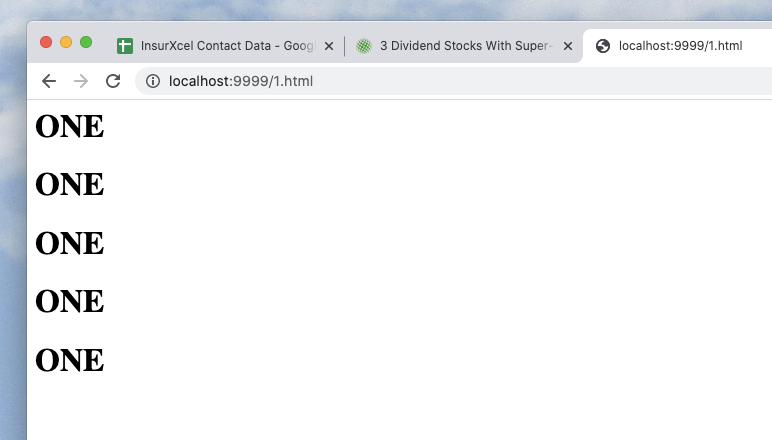 InsurXcel Contact Data - Goog
3 Dividend Stocks With Super-
localhost:9999/1.html
localhost:9999/1.html
ONE
ONE
ONE
ONE
ONE